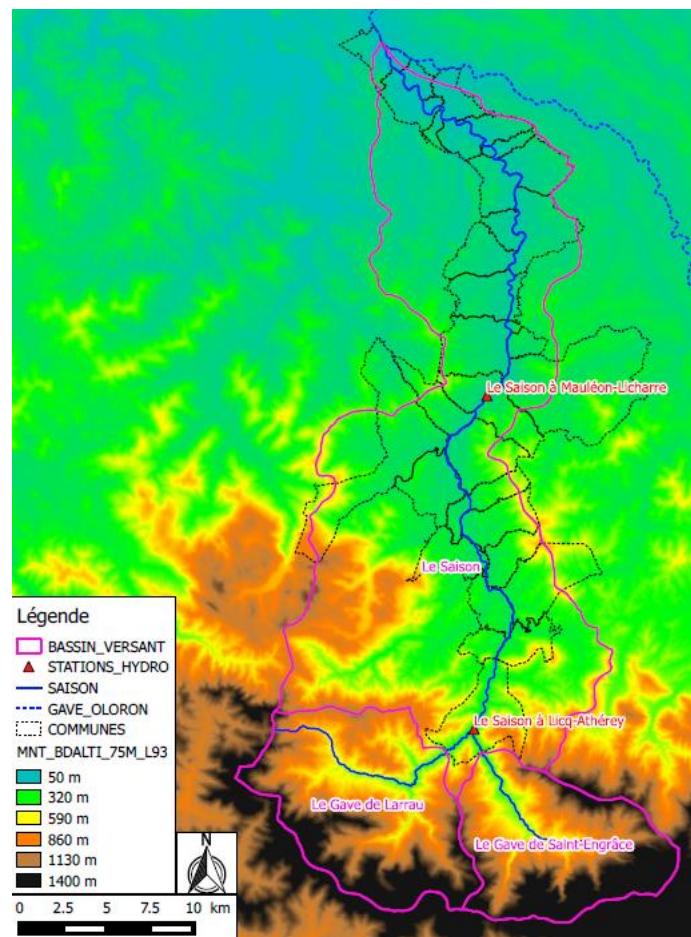 Le Saison à Mauléon-Licharre
Le Saison
Légende
BASSIN_VERSANT
STATIONS_HYDRO
SAISON
GAVE_OLORON
COMMUNES
MNT_BDALTI_75M_L93
50 m
320 m
590 m
860 m
1130 m
1400 m
N
0 2.5 5 7.5 10 km
Le Saison à Licq-Athérey
Le Gave de Larrau
Le Gave de Saint-Engrâce